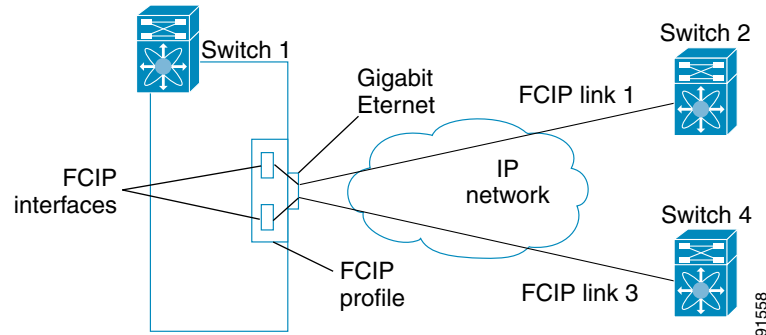 Switch 1
Switch 2
Gigabit
Eternet
FCIP link 1
IP
network
FCIP
interfaces
Switch 4
FCIP
profile
FCIP link 3
91558